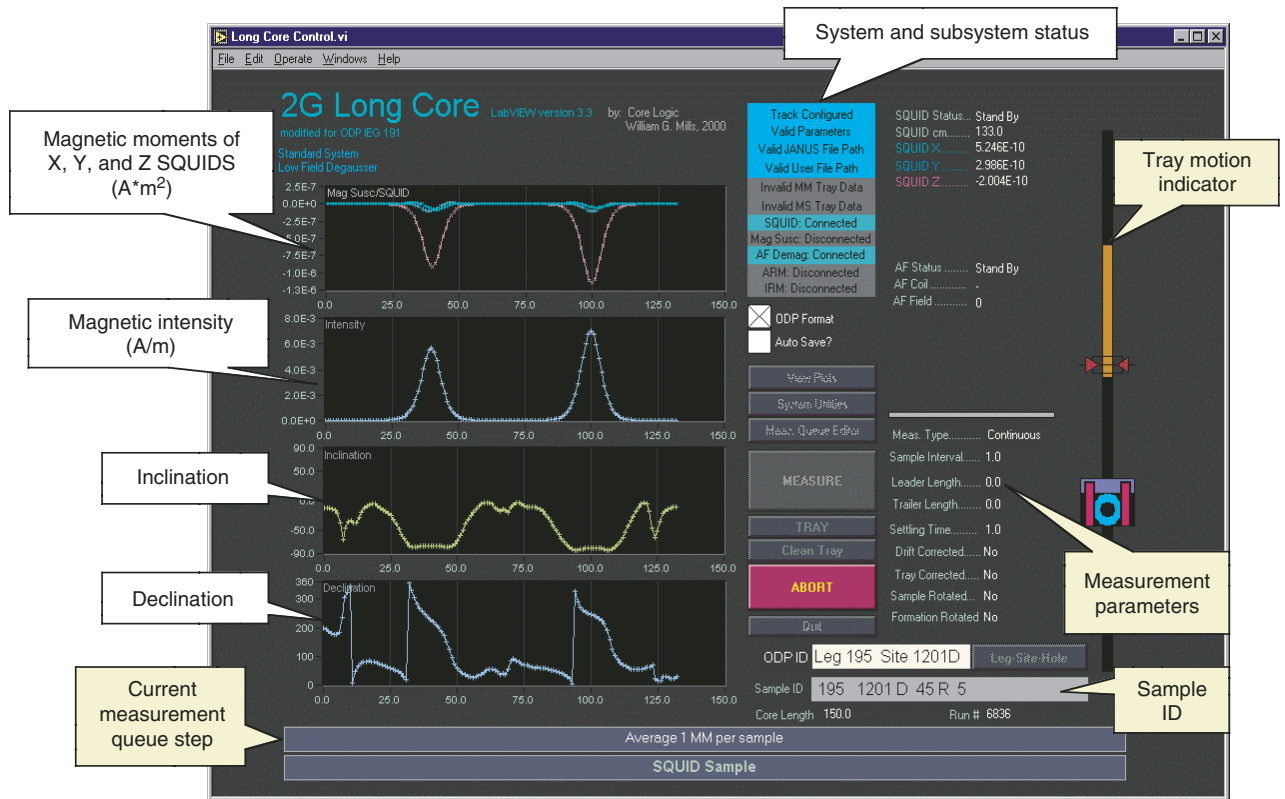 System and subsystem status
Long Core Control.vi
File Edit Operate Windows Help
2G Long Core LabVIEW version 3.3 by: Core Logic
William G. Mills, 2000
modified for ODP lEG 191
Standard System
Low Field Degausser
Magnetic moments of
X, Y, and Z SQUIDS
(A*m²)
Mag Susc/SQUID
2.5E-7
0.0E+0
-2.5E-7
-5.0E-7
-7.5E-7
-1.0E-6
-1.3E-6
0.0 25.0 50.0 75.0 100.0 125.0 150.0
Magnetic intensity
(A/m)
Intensity
8.0E-3
6.0E-3
4.0E-3
2.0E-3
0.0E+0
0.0 25.0 50.0 75.0 100.0 125.0 150.0
Inclination
Inclination
90.0
50.0
0.0
-50.0
-90.0
0.0 25.0 50.0 75.0 100.0 125.0 150.0
Declination
Declination
360
300
200
100
0
0.0 25.0 50.0 75.0 100.0 125.0 150.0
Track Configured
Valid Parameters
Valid JANUS File Path
Valid User File Path
Invalid MM Tray Data
Invalid MS Tray Data
SQUID: Connected
Mag Susc: Disconnected
AF Demag: Connected
ARM: Disconnected
IRM: Disconnected
ODP Format
Auto Save?
View Plots
System Utilities
Meas. Queue Editor
MEASURE
TRAY
Clean Tray
ABORT
Quit
SQUID Status... Stand By
SQUID cm........ 133.0
SQUID X........... 5.246E-10
SQUID Y........... 2.986E-10
SQUID Z.......... -2.004E-10
AF Status ........ Stand By
AF Coil ............ .
AF Field ........... 0
Tray motion
indicator
Meas. Type.......... Continuous
Sample Interval...... 1.0
Leader Length....... 0.0
Trailer Length....... 0.0
Settling Time......... 1.0
Drift Corrected..... No
Tray Corrected.... No
Sample Rotated... No
Formation Rotated No
Measurement
parameters
ODP ID Leg 195 Site 1201D Leg-Site-Hole
Sample ID 195 1201 D 45 R 5
Core Length 150.0 Run # 6836
Sample
ID
Current
measurement
queue step
Average 1 MM per sample
SQUID Sample